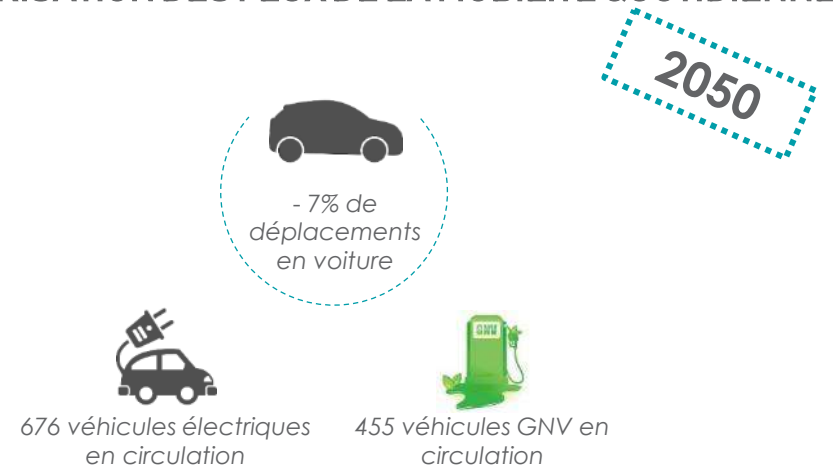 2050
- 7% de
déplacements
en voiture
GNV
676 véhicules électriques
en circulation
455 véhicules GNV en
circulation